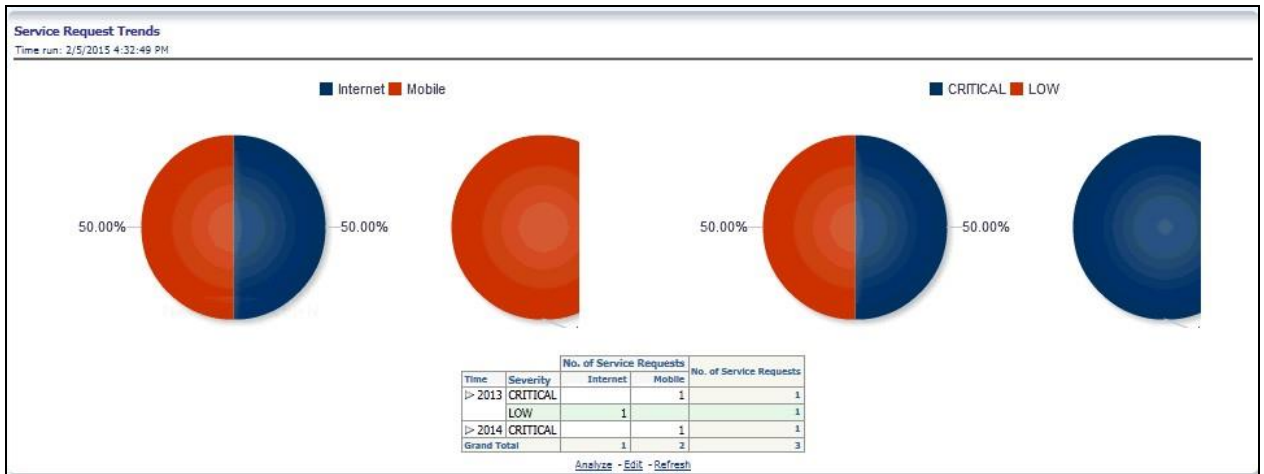 Service Request Trends
Time run: 2/5/2015 4:32:49 PM
Internet Mobile
CRITICAL LOW
50.00% 50.00%
50.00% 50.00%
No. of Service Requests No. of Service Requests
Time Severity Internet Mobile
2013 CRITICAL 1 1
LOW 1 1
2014 CRITICAL 1 1
Grand Total 1 2 3
Analyze - Edit - Refresh